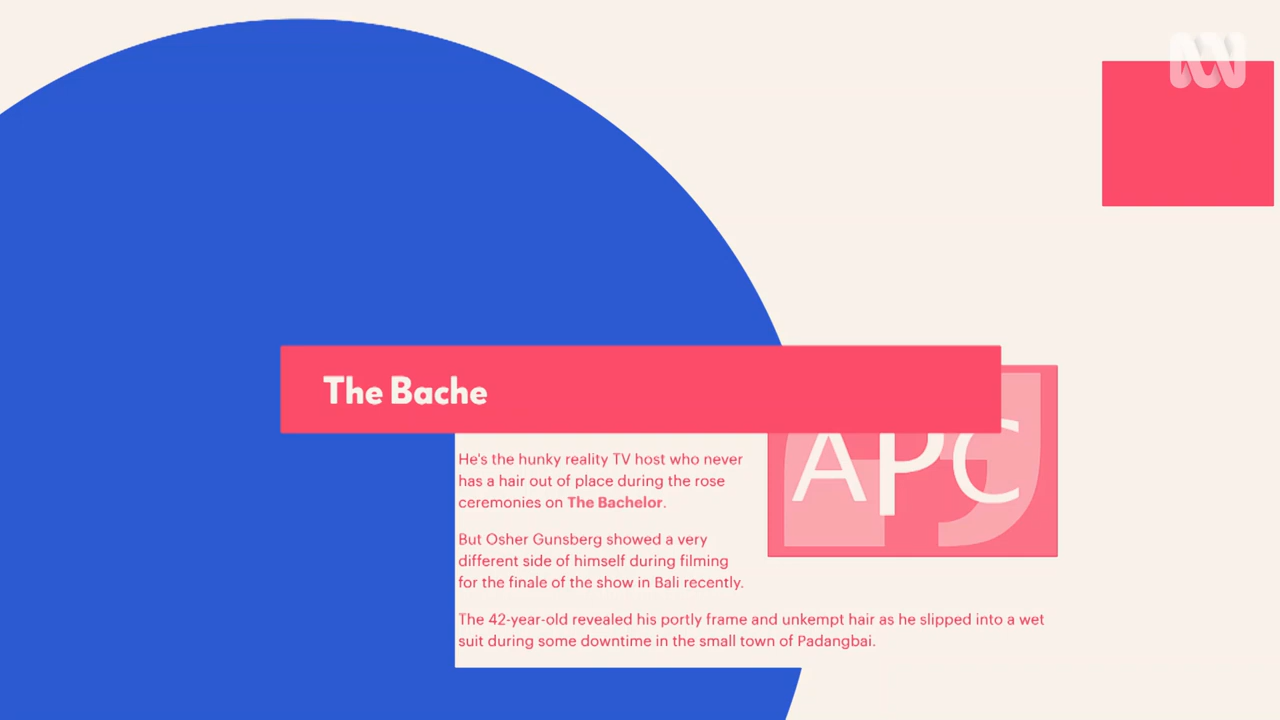 The Bache
APC
He's the hunky reality TV host who never
has a hair out of place during the rose
ceremonies on The Bachelor.
But Osher Gunsberg showed a very
different side of himself during filming
for the finale of the show in Bali recently.
The 42-year-old revealed his portly frame and unkempt hair as he slipped into a wet
suit during some downtime in the small town of Padangbai.